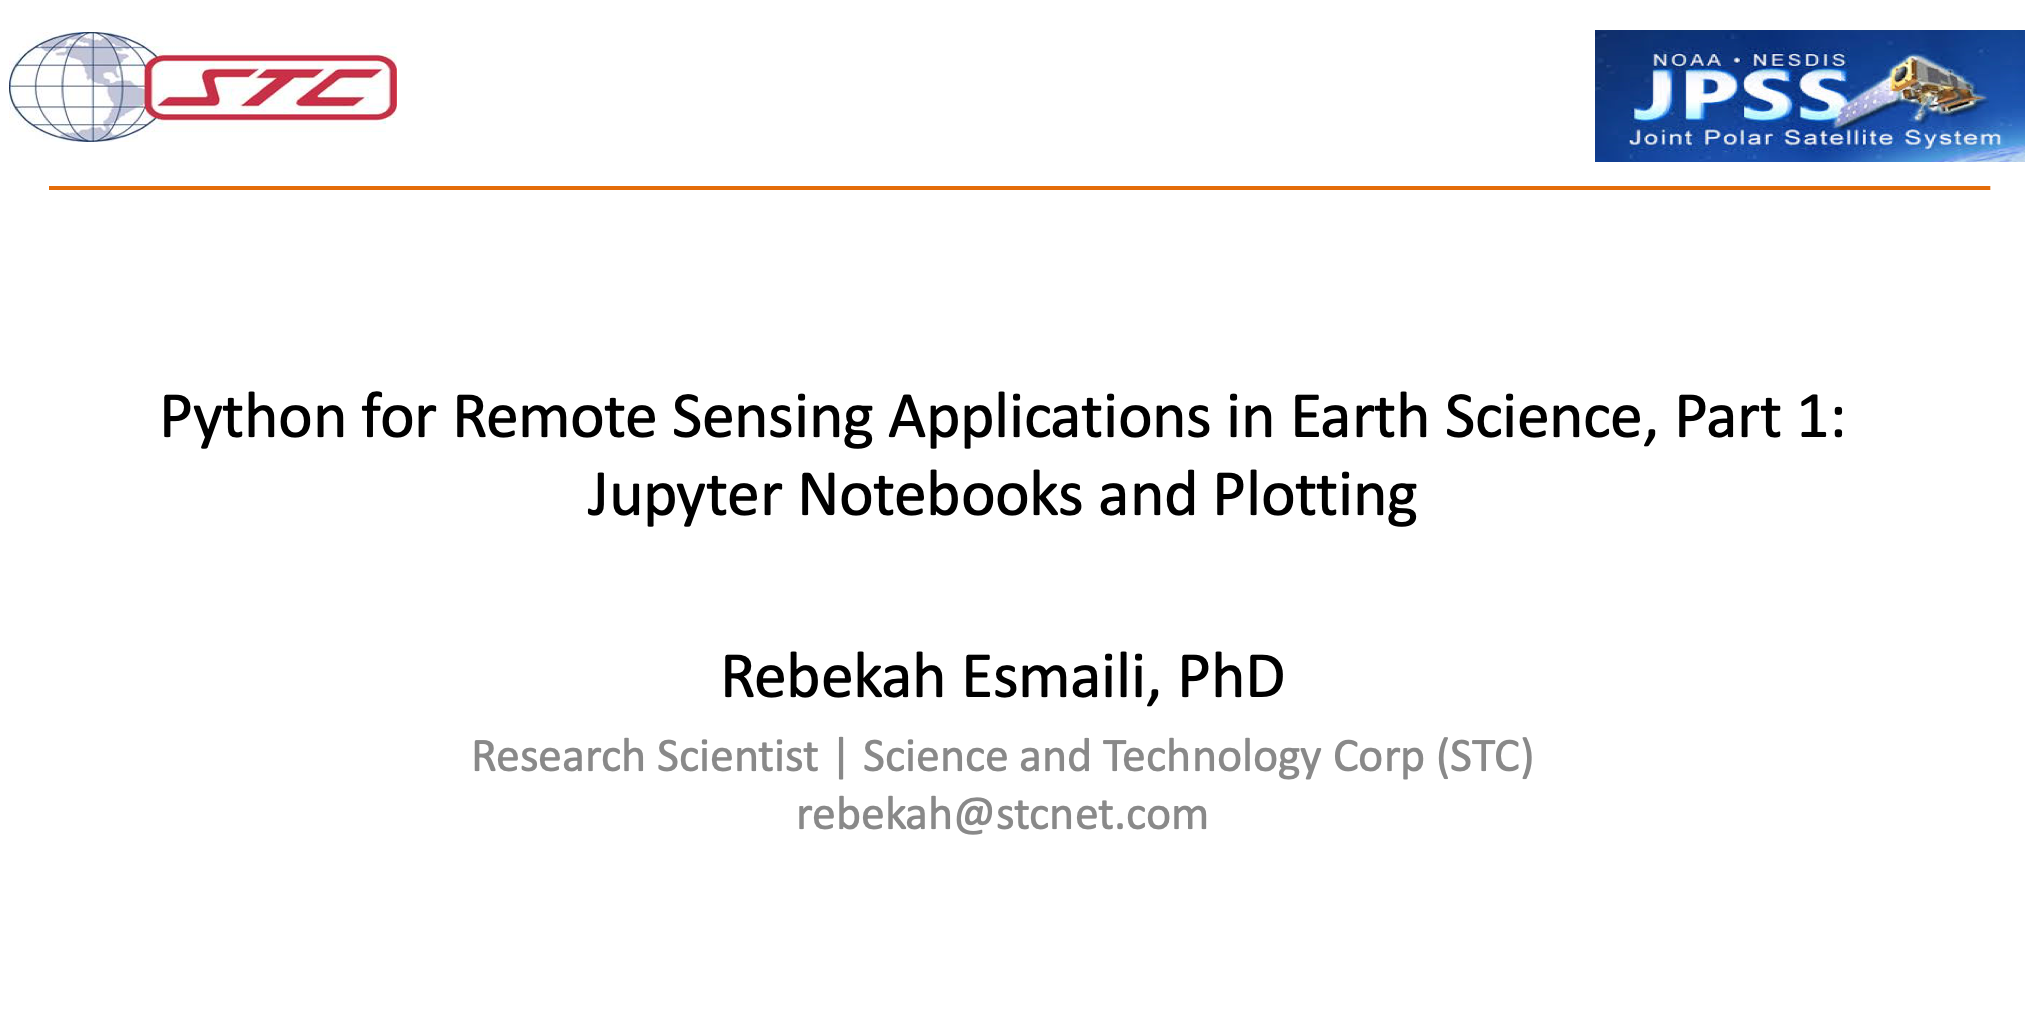 STC
NOAA • NESDIS
JPSS
Joint Polar Satellite System
Python for Remote Sensing Applications in Earth Science, Part 1:
Jupyter Notebooks and Plotting
Rebekah Esmaili, PhD
Research Scientist | Science and Technology Corp (STC)
rebekah@stcnet.com